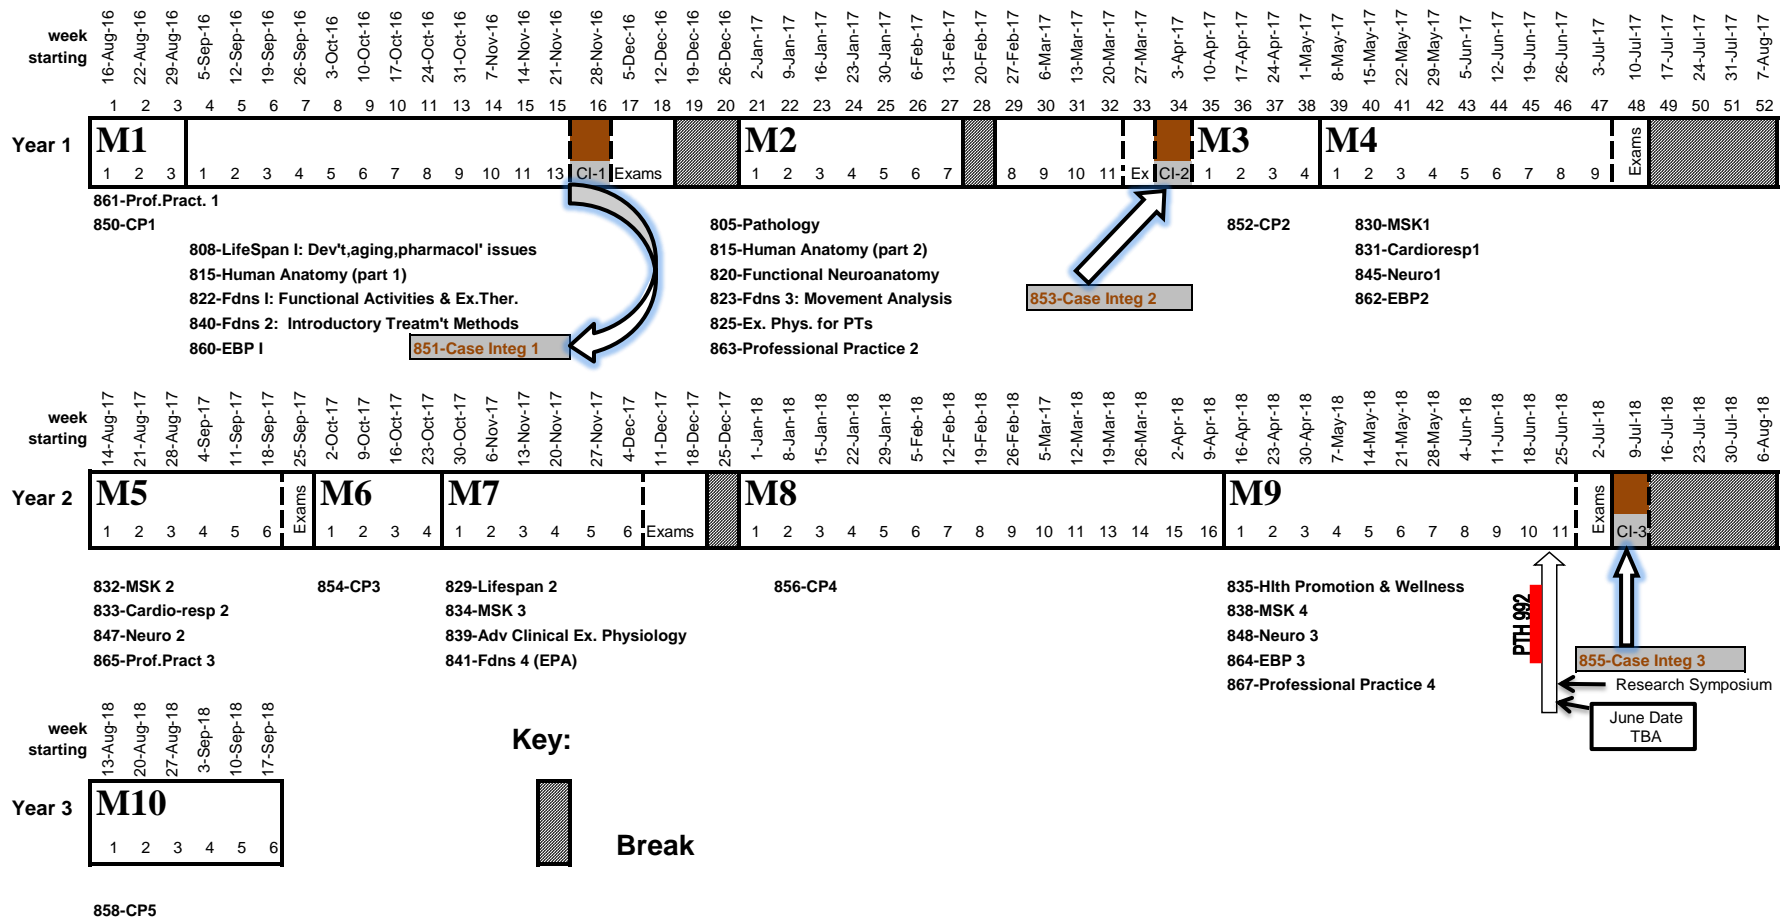 week starting 16-Aug-16 22-Aug-16 29-Aug-16 5-Sep-16 12-Sep-16 19-Sep-16 26-Sep-16 3-Oct-16 10-Oct-16 17-Oct-16 24-Oct-16 31-Oct-16 7-Nov-16 14-Nov-16 21-Nov-16 28-Nov-16 5-Dec-16 12-Dec-16 19-Dec-16 26-Dec-16 2-Jan-17 9-Jan-17 16-Jan-17 23-Jan-17 30-Jan-17 6-Feb-17 13-Feb-17 20-Feb-17 27-Feb-17 6-Mar-17 13-Mar-17 20-Mar-17 27-Mar-17 3-Apr-17 10-Apr-17 17-Apr-17 24-Apr-17 1-May-17 8-May-17 15-May-17 22-May-17 29-May-17 5-Jun-17 12-Jun-17 19-Jun-17 26-Jun-17 3-Jul-17 10-Jul-17 17-Jul-17 24-Jul-17 31-Jul-17 7-Aug-17
1 2 3 4 5 6 7 8 9 10 11 13 14 15 16 17 18 19 20 21 22 23 24 25 26 27 28 29 30 31 32 33 34 35 36 37 38 39 40 41 42 43 44 45 46 47 48 49 50 51 52
Year 1 M1 M2 M3 M4
1 2 3 1 2 3 4 5 6 7 8 9 10 11 13 CI-1 Exams 1 2 3 4 5 6 7 8 9 10 11 Ex CI-2 1 2 3 4 1 2 3 4 5 6 7 8 9 Exams
861-Prof.Pract. 1
850-CP1 805-Pathology 852-CP2 830-MSK1
808-LifeSpan I: Dev't,aging,pharmacol' issues 815-Human Anatomy (part 2) 831-Cardioresp1
815-Human Anatomy (part 1) 820-Functional Neuroanatomy 845-Neuro1
822-Fdns I: Functional Activities & Ex.Ther. 823-Fdns 3: Movement Analysis 853-Case Integ 2 862-EBP2
840-Fdns 2: Introductory Treatm't Methods 825-Ex. Phys. for PTs
860-EBP I 851-Case Integ 1 863-Professional Practice 2
week starting 14-Aug-17 21-Aug-17 28-Aug-17 4-Sep-17 11-Sep-17 18-Sep-17 25-Sep-17 2-Oct-17 9-Oct-17 16-Oct-17 23-Oct-17 30-Oct-17 6-Nov-17 13-Nov-17 20-Nov-17 27-Nov-17 4-Dec-17 11-Dec-17 18-Dec-17 25-Dec-17 1-Jan-18 8-Jan-18 15-Jan-18 22-Jan-18 29-Jan-18 5-Feb-18 12-Feb-18 19-Feb-18 26-Feb-18 5-Mar-17 12-Mar-18 19-Mar-18 26-Mar-18 2-Apr-18 9-Apr-18 16-Apr-18 23-Apr-18 30-Apr-18 7-May-18 14-May-18 21-May-18 28-May-18 4-Jun-18 11-Jun-18 18-Jun-18 25-Jun-18 2-Jul-18 9-Jul-18 16-Jul-18 23-Jul-18 30-Jul-18 6-Aug-18
Year 2 M5 M6 M7 M8 M9
1 2 3 4 5 6 Exams 1 2 3 4 1 2 3 4 5 6 Exams 1 2 3 4 5 6 7 8 9 10 11 13 14 15 16 1 2 3 4 5 6 7 8 9 10 11 Exams CI-3
832-MSK 2 854-CP3 829-Lifespan 2 856-CP4 835-Hlth Promotion & Wellness
833-Cardio-resp 2 834-MSK 3 838-MSK 4 PTH 992
847-Neuro 2 839-Adv Clinical Ex. Physiology 848-Neuro 3
865-Prof.Pract 3 841-Fdns 4 (EPA) 864-EBP 3 855-Case Integ 3
867-Professional Practice 4 Research Symposium
June Date
TBA
week starting 13-Aug-18 20-Aug-18 27-Aug-18 3-Sep-18 10-Sep-18 17-Sep-18
Key:
Year 3 M10
1 2 3 4 5 6 Break
858-CP5